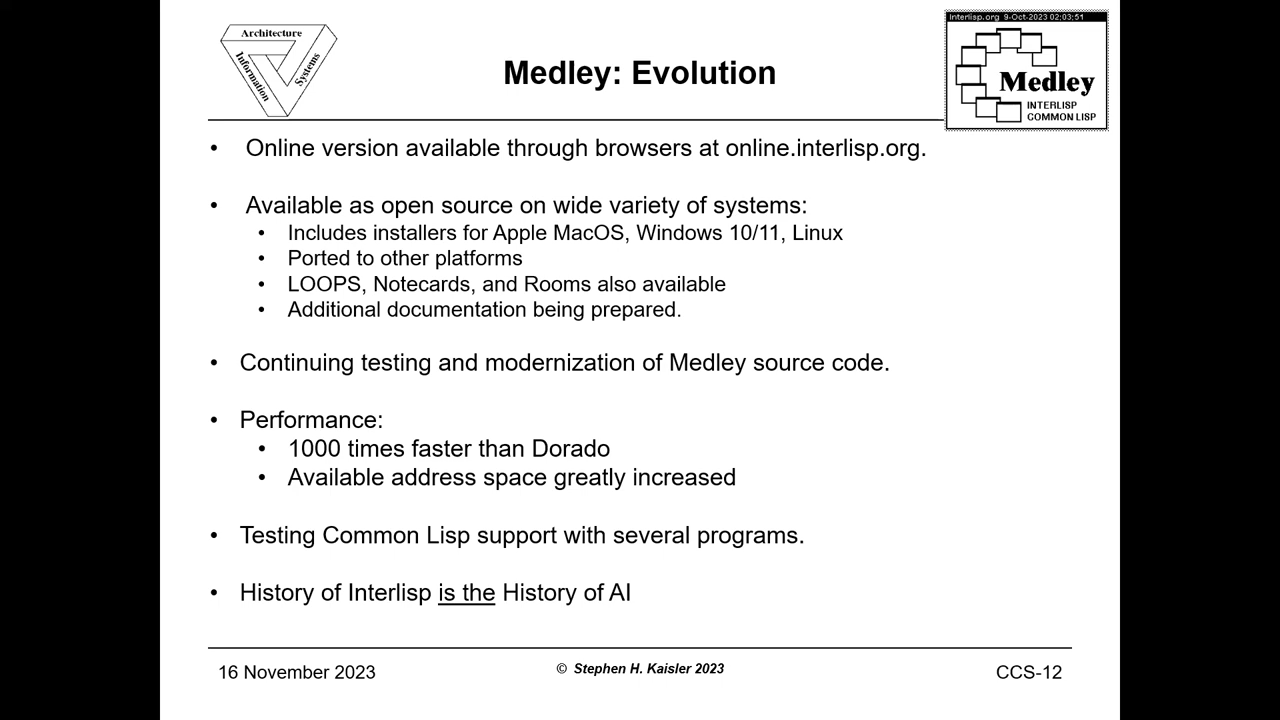 Architecture
Information
Systems
Medley: Evolution
Interlisp.org 9-Oct-2023 02:03:51
Medley
INTERLISP
COMMON LISP
• Online version available through browsers at online.interlisp.org.
• Available as open source on wide variety of systems:
• Includes installers for Apple MacOS, Windows 10/11, Linux
• Ported to other platforms
• LOOPS, Notecards, and Rooms also available
• Additional documentation being prepared.
• Continuing testing and modernization of Medley source code.
• Performance:
• 1000 times faster than Dorado
• Available address space greatly increased
• Testing Common Lisp support with several programs.
• History of Interlisp is the History of AI
16 November 2023
© Stephen H. Kaisler 2023
CCS-12